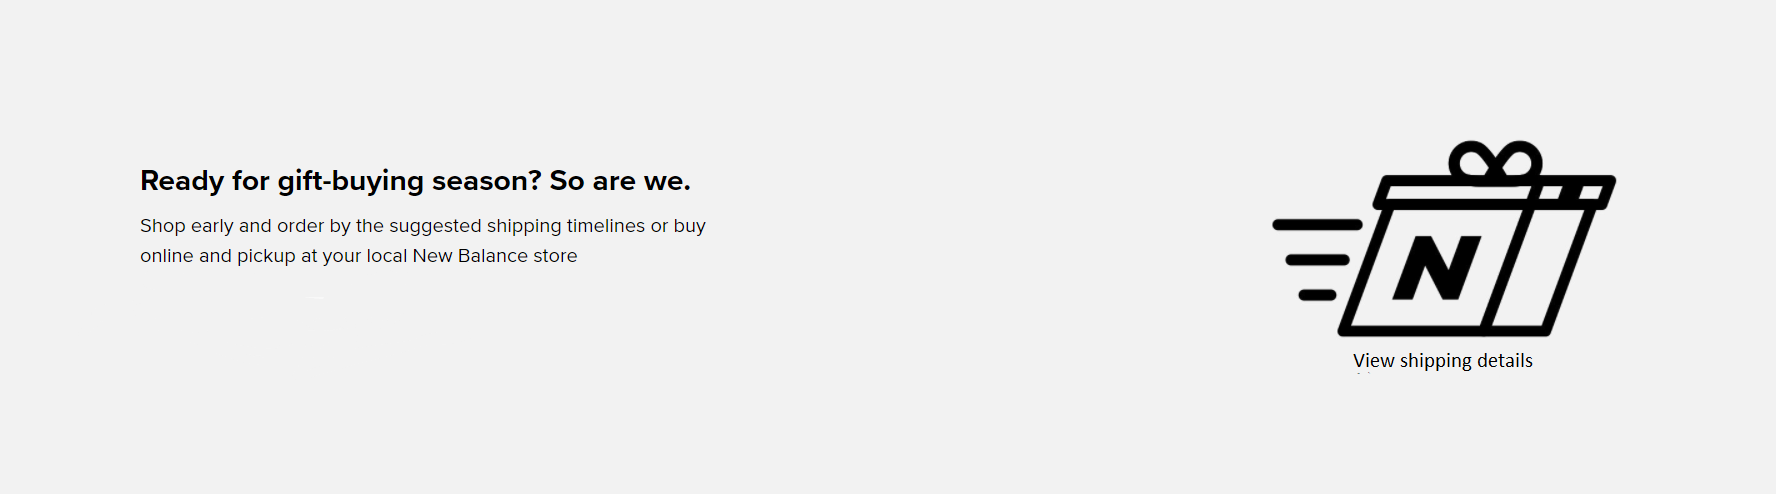 Ready for gift-buying season? So are we.
Shop early and order by the suggested shipping timelines or buy
online and pickup at your local New Balance store
N
View shipping details